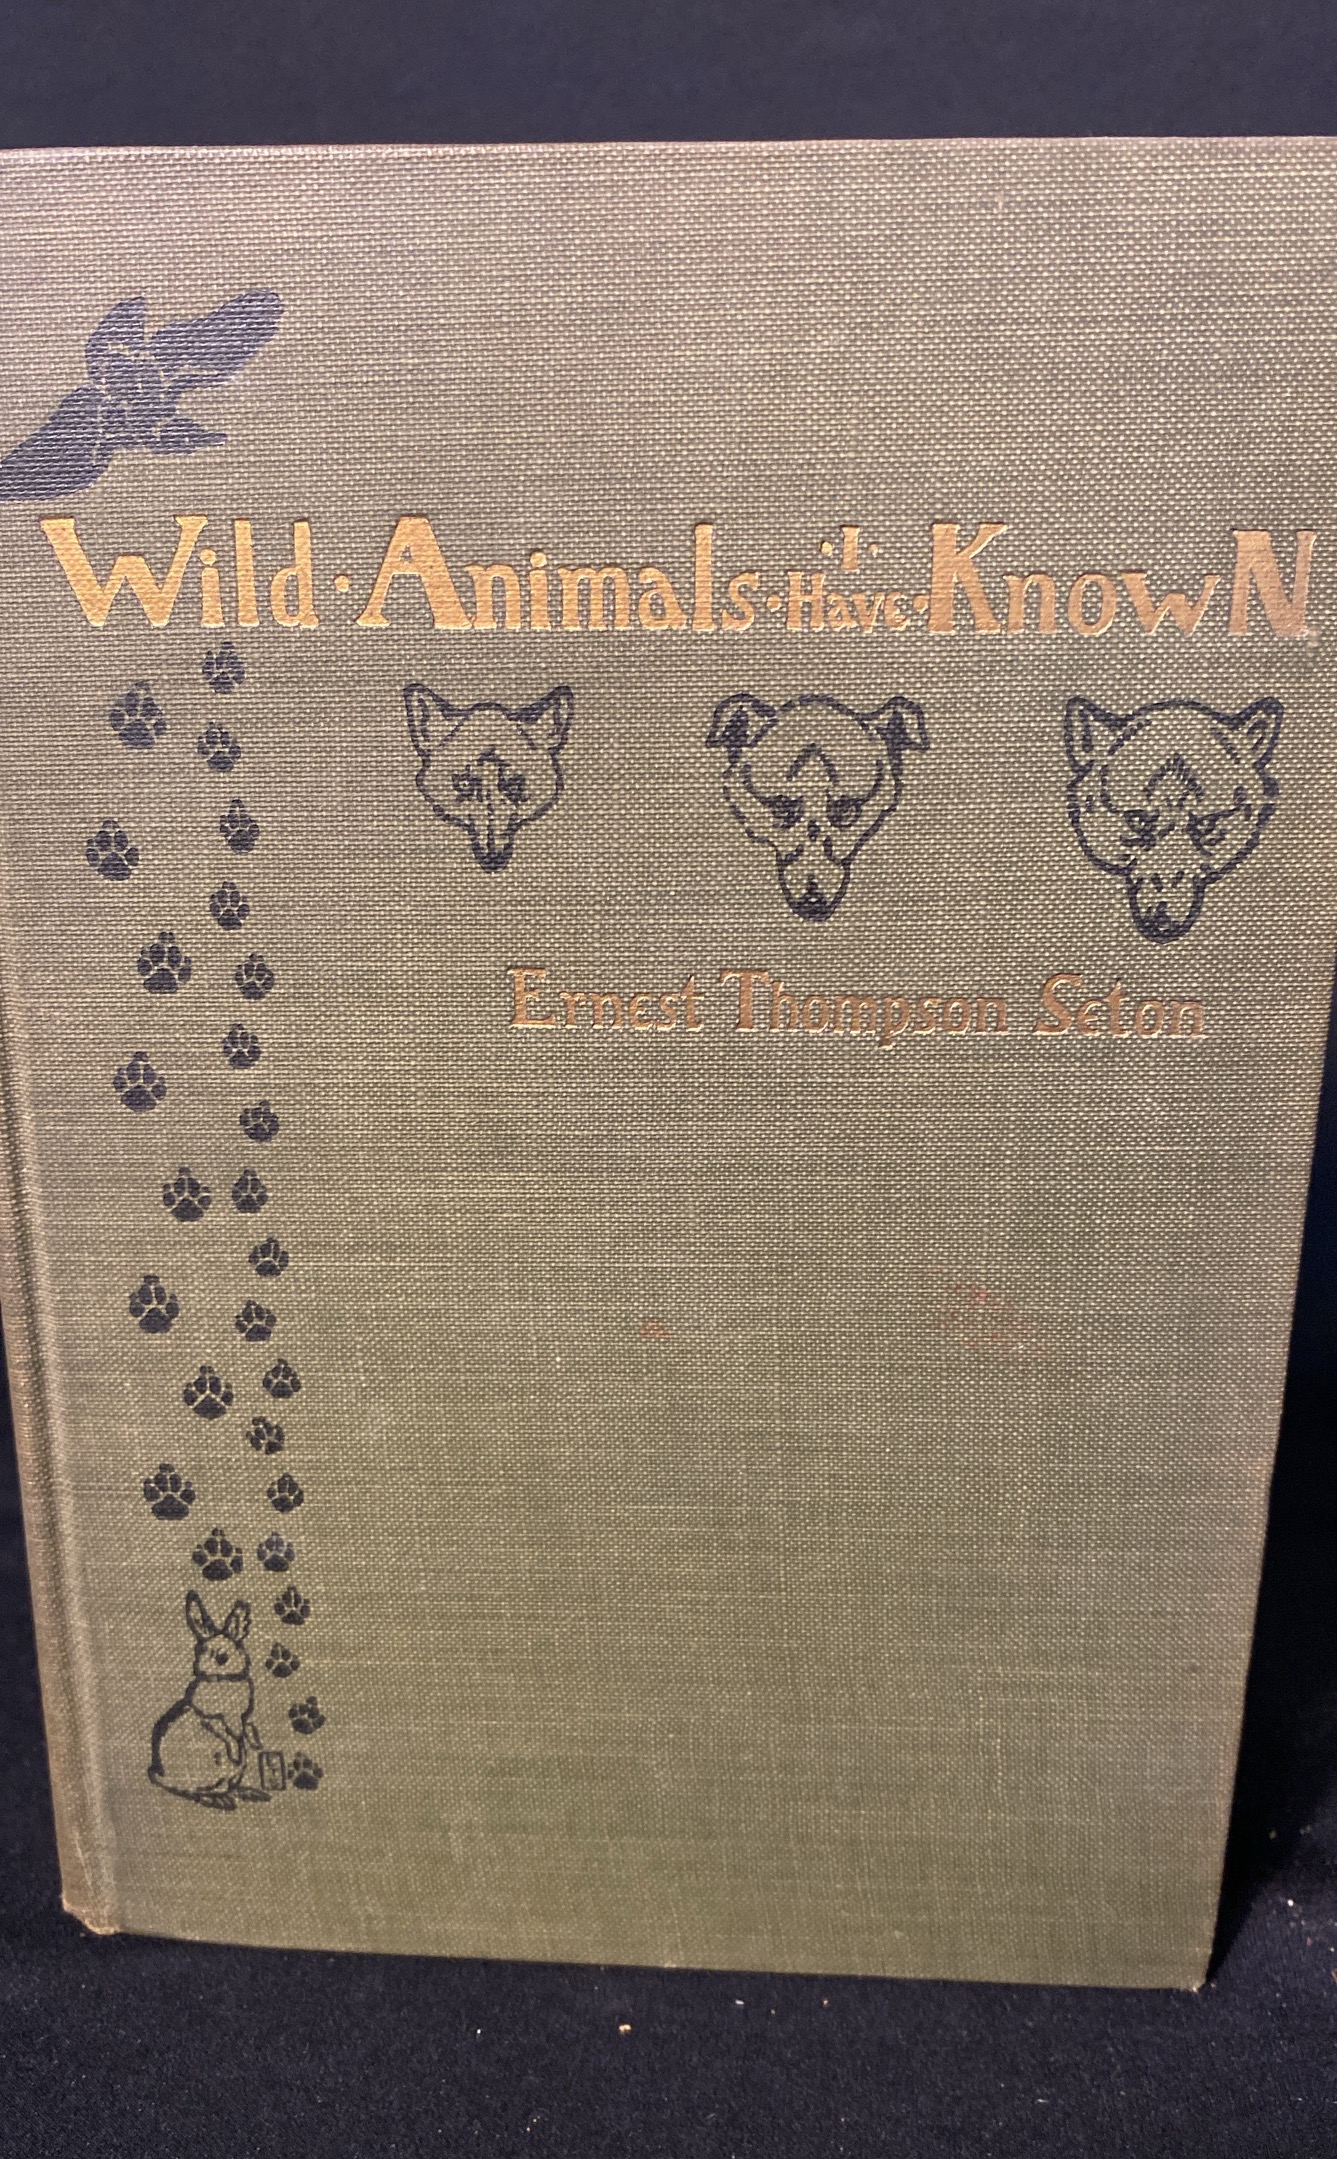 Wild · Animals · I · Have · KnowN
Ernest Thompson Seton